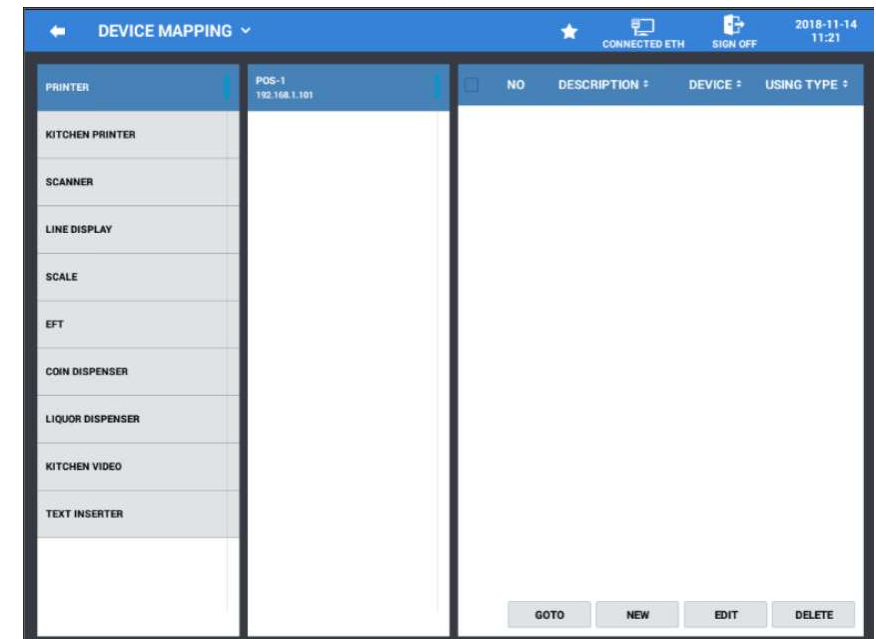 DEVICE MAPPING
CONNECTED ETH
SIGN OFF
2018-11-14
11:21
PRINTER
KITCHEN PRINTER
SCANNER
LINE DISPLAY
SCALE
EFT
COIN DISPENSER
LIQUOR DISPENSER
KITCHEN VIDEO
TEXT INSERTER
POS-1
192.168.1.101
NO DESCRIPTION DEVICE USING TYPE
GOTO NEW EDIT DELETE